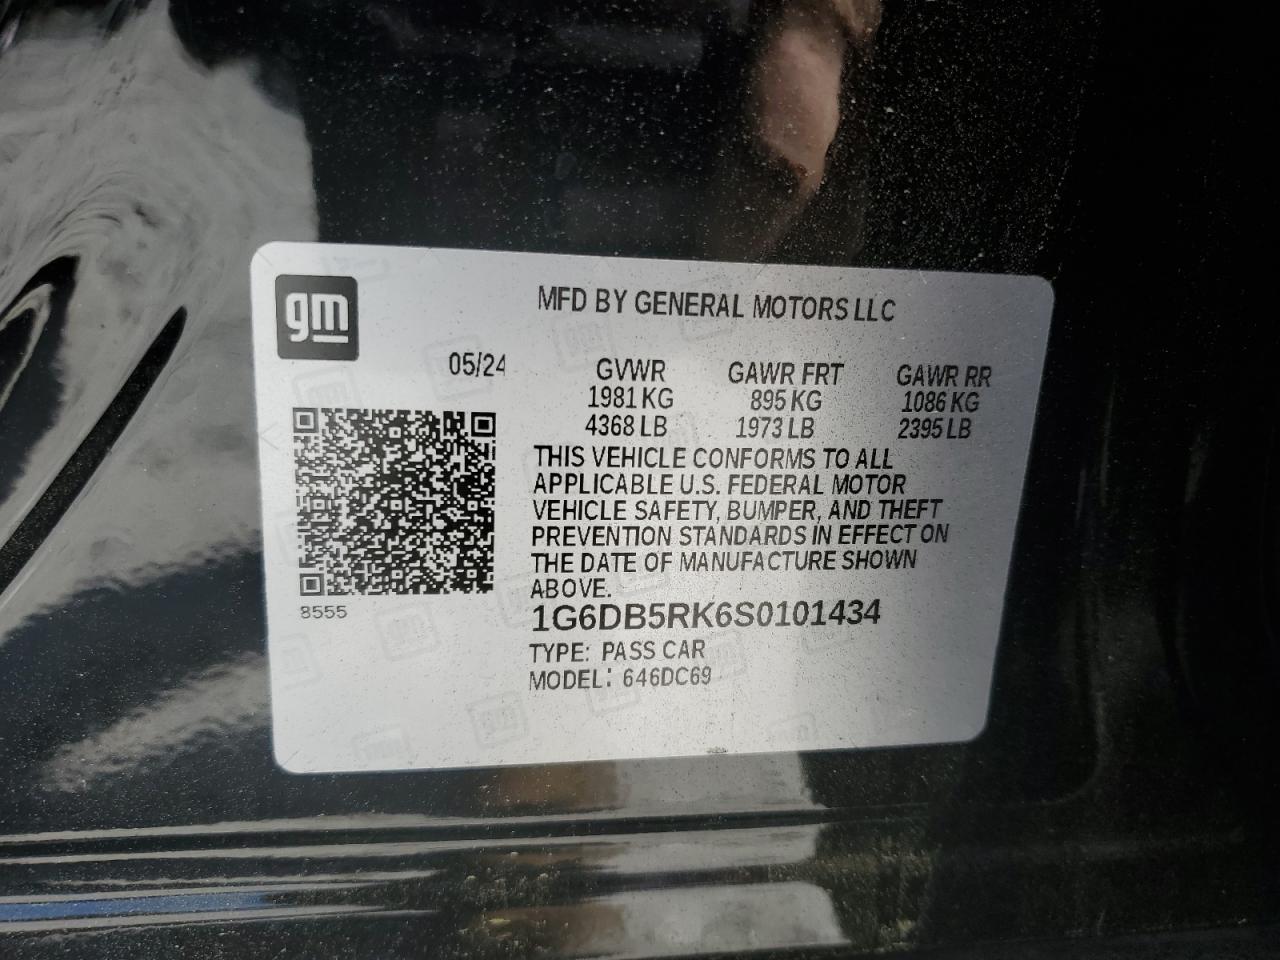 gm
MFD BY GENERAL MOTORS LLC
05/24
GVWR GAWR FRT GAWR RR
1981 KG 895 KG 1086 KG
4368 LB 1973 LB 2395 LB
THIS VEHICLE CONFORMS TO ALL
APPLICABLE U.S. FEDERAL MOTOR
VEHICLE SAFETY, BUMPER, AND THEFT
PREVENTION STANDARDS IN EFFECT ON
THE DATE OF MANUFACTURE SHOWN
ABOVE.
8555
1G6DB5RK6S0101434
TYPE: PASS CAR
MODEL: 646DC69